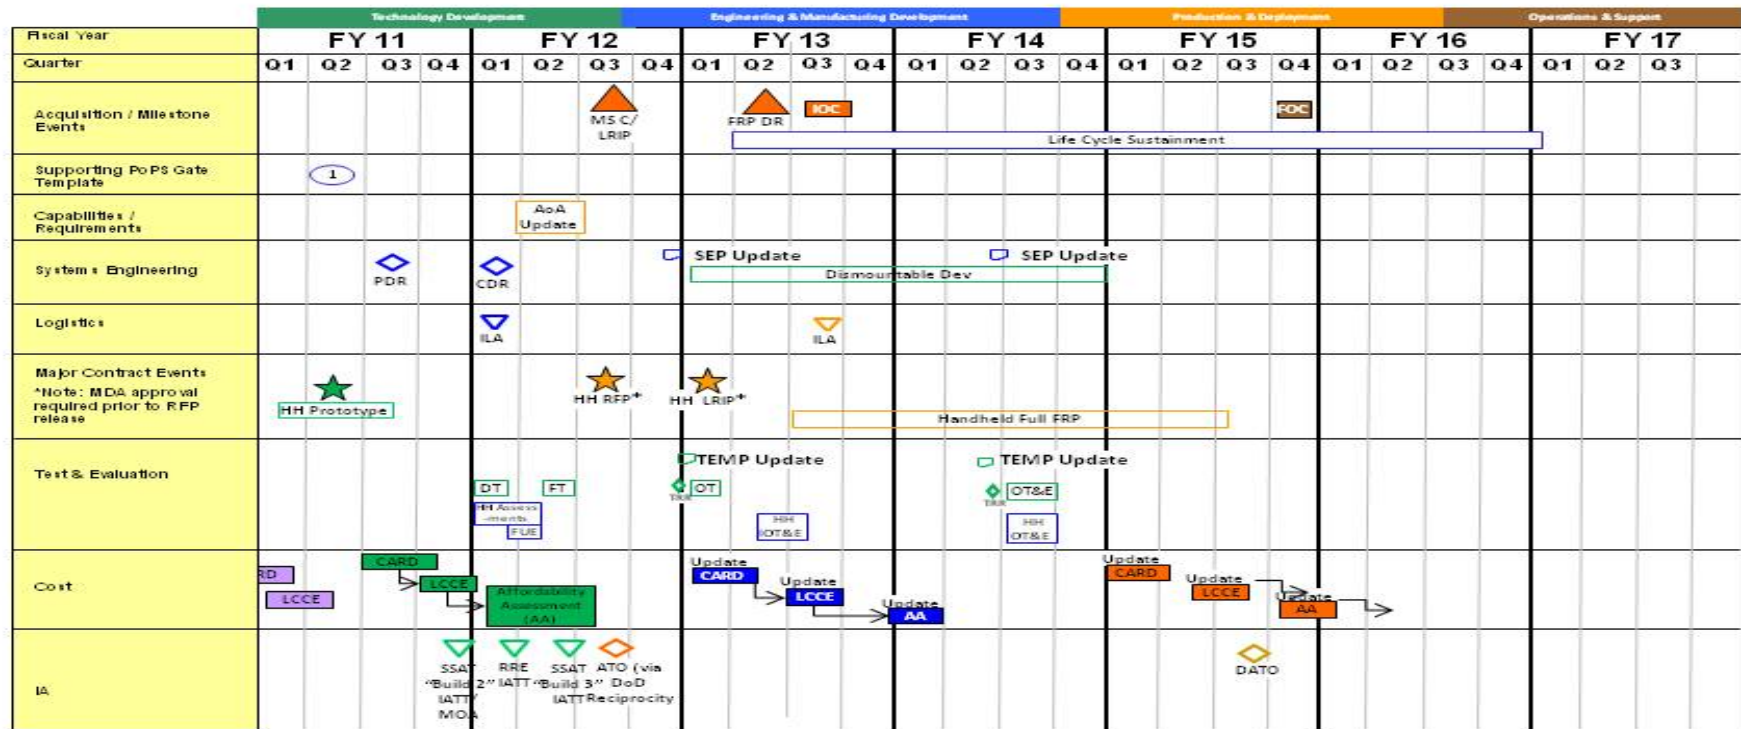 Technology Development Engineering & Manufacturing Development Production & Deployment Operations & Support
Fiscal Year FY 11 FY 12 FY 13 FY 14 FY 15 FY 16 FY 17
Quarter Q1 Q2 Q3 Q4 Q1 Q2 Q3 Q4 Q1 Q2 Q3 Q4 Q1 Q2 Q3 Q4 Q1 Q2 Q3 Q4 Q1 Q2 Q3 Q4 Q1 Q2 Q3
Acquisition / Milestone
Events
MS C/
LRIP
FRP DR
IOC
FOC
Life Cycle Sustainment
Supporting PoPS Gate
Template
1
Capabilities /
Requirements
AoA
Update
Systems Engineering
PDR
CDR
SEP Update
SEP Update
Dismountable Dev
Logistics
ILA
ILA
Major Contract Events
*Note: MDA approval
required prior to RFP
release
HH Prototype
HH RFP*
HH LRIP*
Handheld Full FRP
Test & Evaluation
TEMP Update
TEMP Update
DT
FT
TRR
OT
TRR
OT&E
HH Assess
-ments
FUE
HH
IOT&E
HH
OT&E
Cost
RD
LCCE
CARD
LCCE
Affordability
Assessment
(AA)
Update
CARD
Update
LCCE
Update
AA
Update
CARD
Update
LCCE
Update
AA
IA
SSAT
"Build 2"
IATT/
MOA
RRE
IATT
SSAT
"Build 3"
IATT
ATO (via
DoD
Reciprocity
DATO